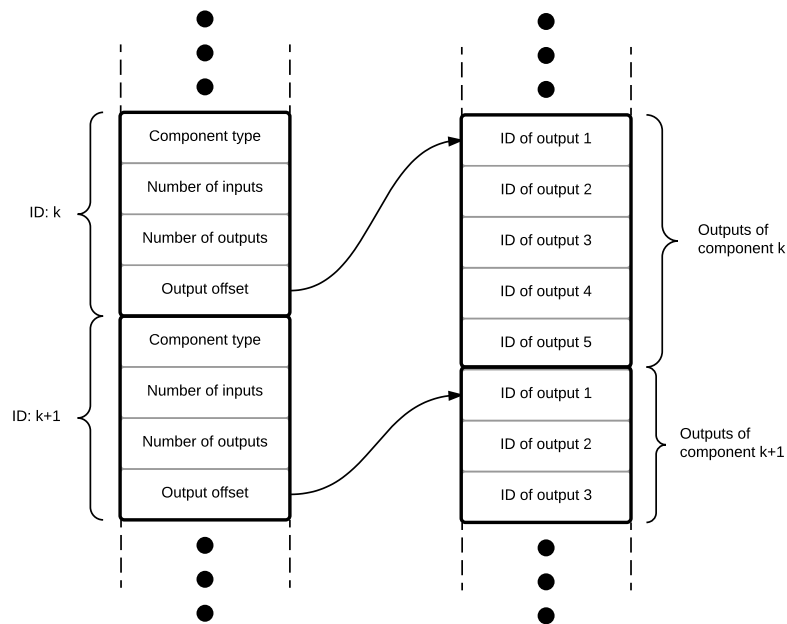 ID: k
Component type
Number of inputs
Number of outputs
Output offset
ID: k+1
Component type
Number of inputs
Number of outputs
Output offset
ID of output 1
ID of output 2
ID of output 3
ID of output 4
ID of output 5
Outputs of
component k
ID of output 1
ID of output 2
ID of output 3
Outputs of
component k+1